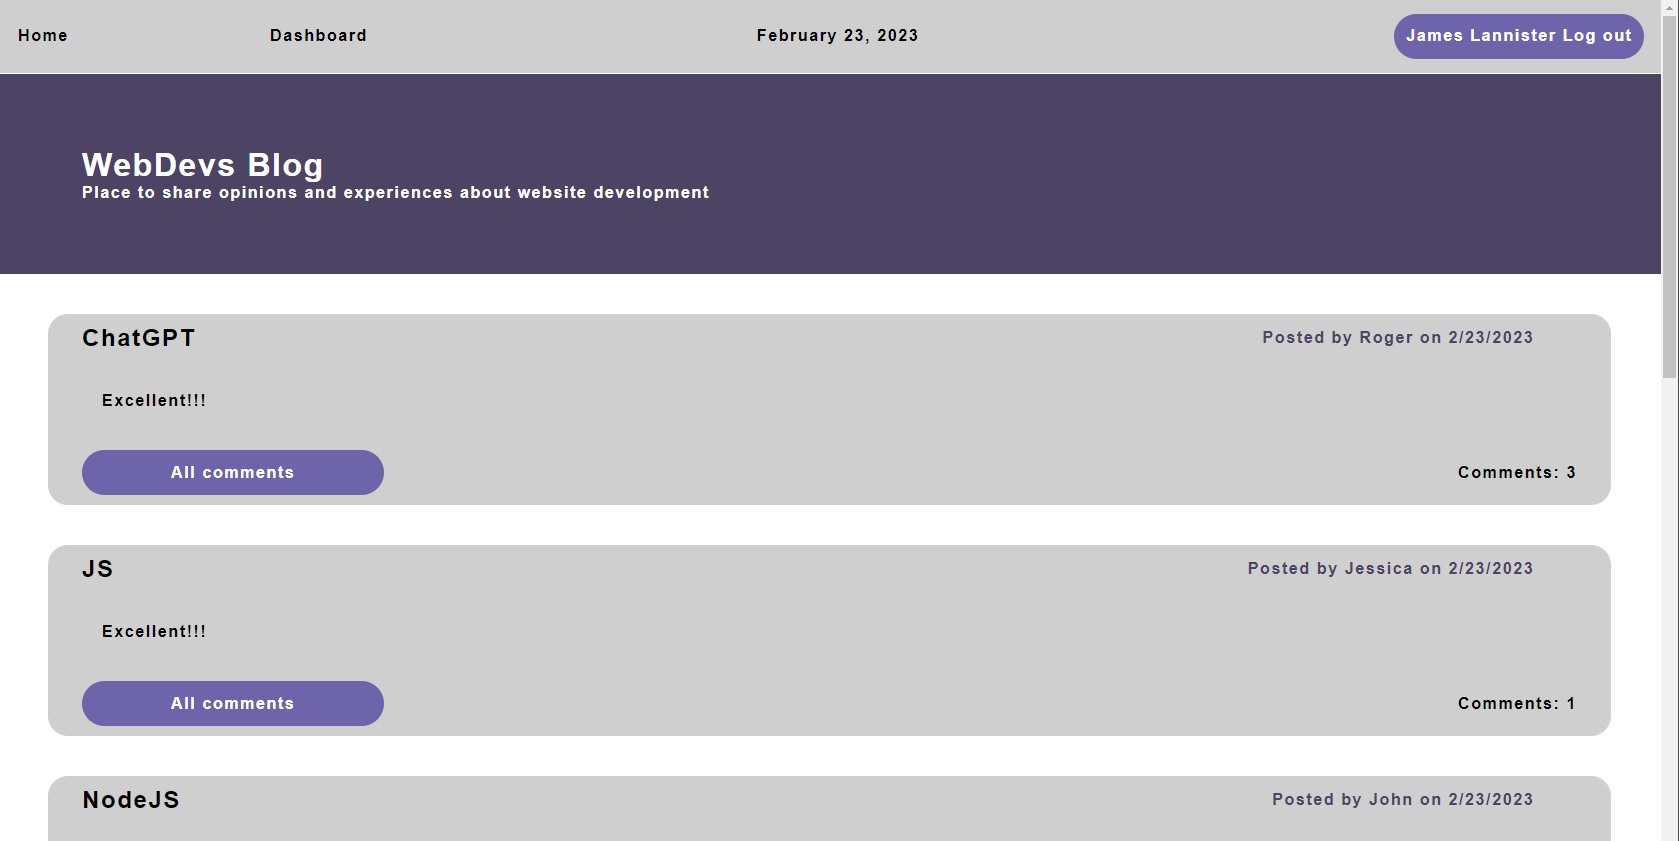 Home Dashboard February 23, 2023 James Lannister Log out
WebDevs Blog
Place to share opinions and experiences about website development
ChatGPT Posted by Roger on 2/23/2023
Excellent!!!
All comments Comments: 3
JS Posted by Jessica on 2/23/2023
Excellent!!!
All comments Comments: 1
NodeJS Posted by John on 2/23/2023